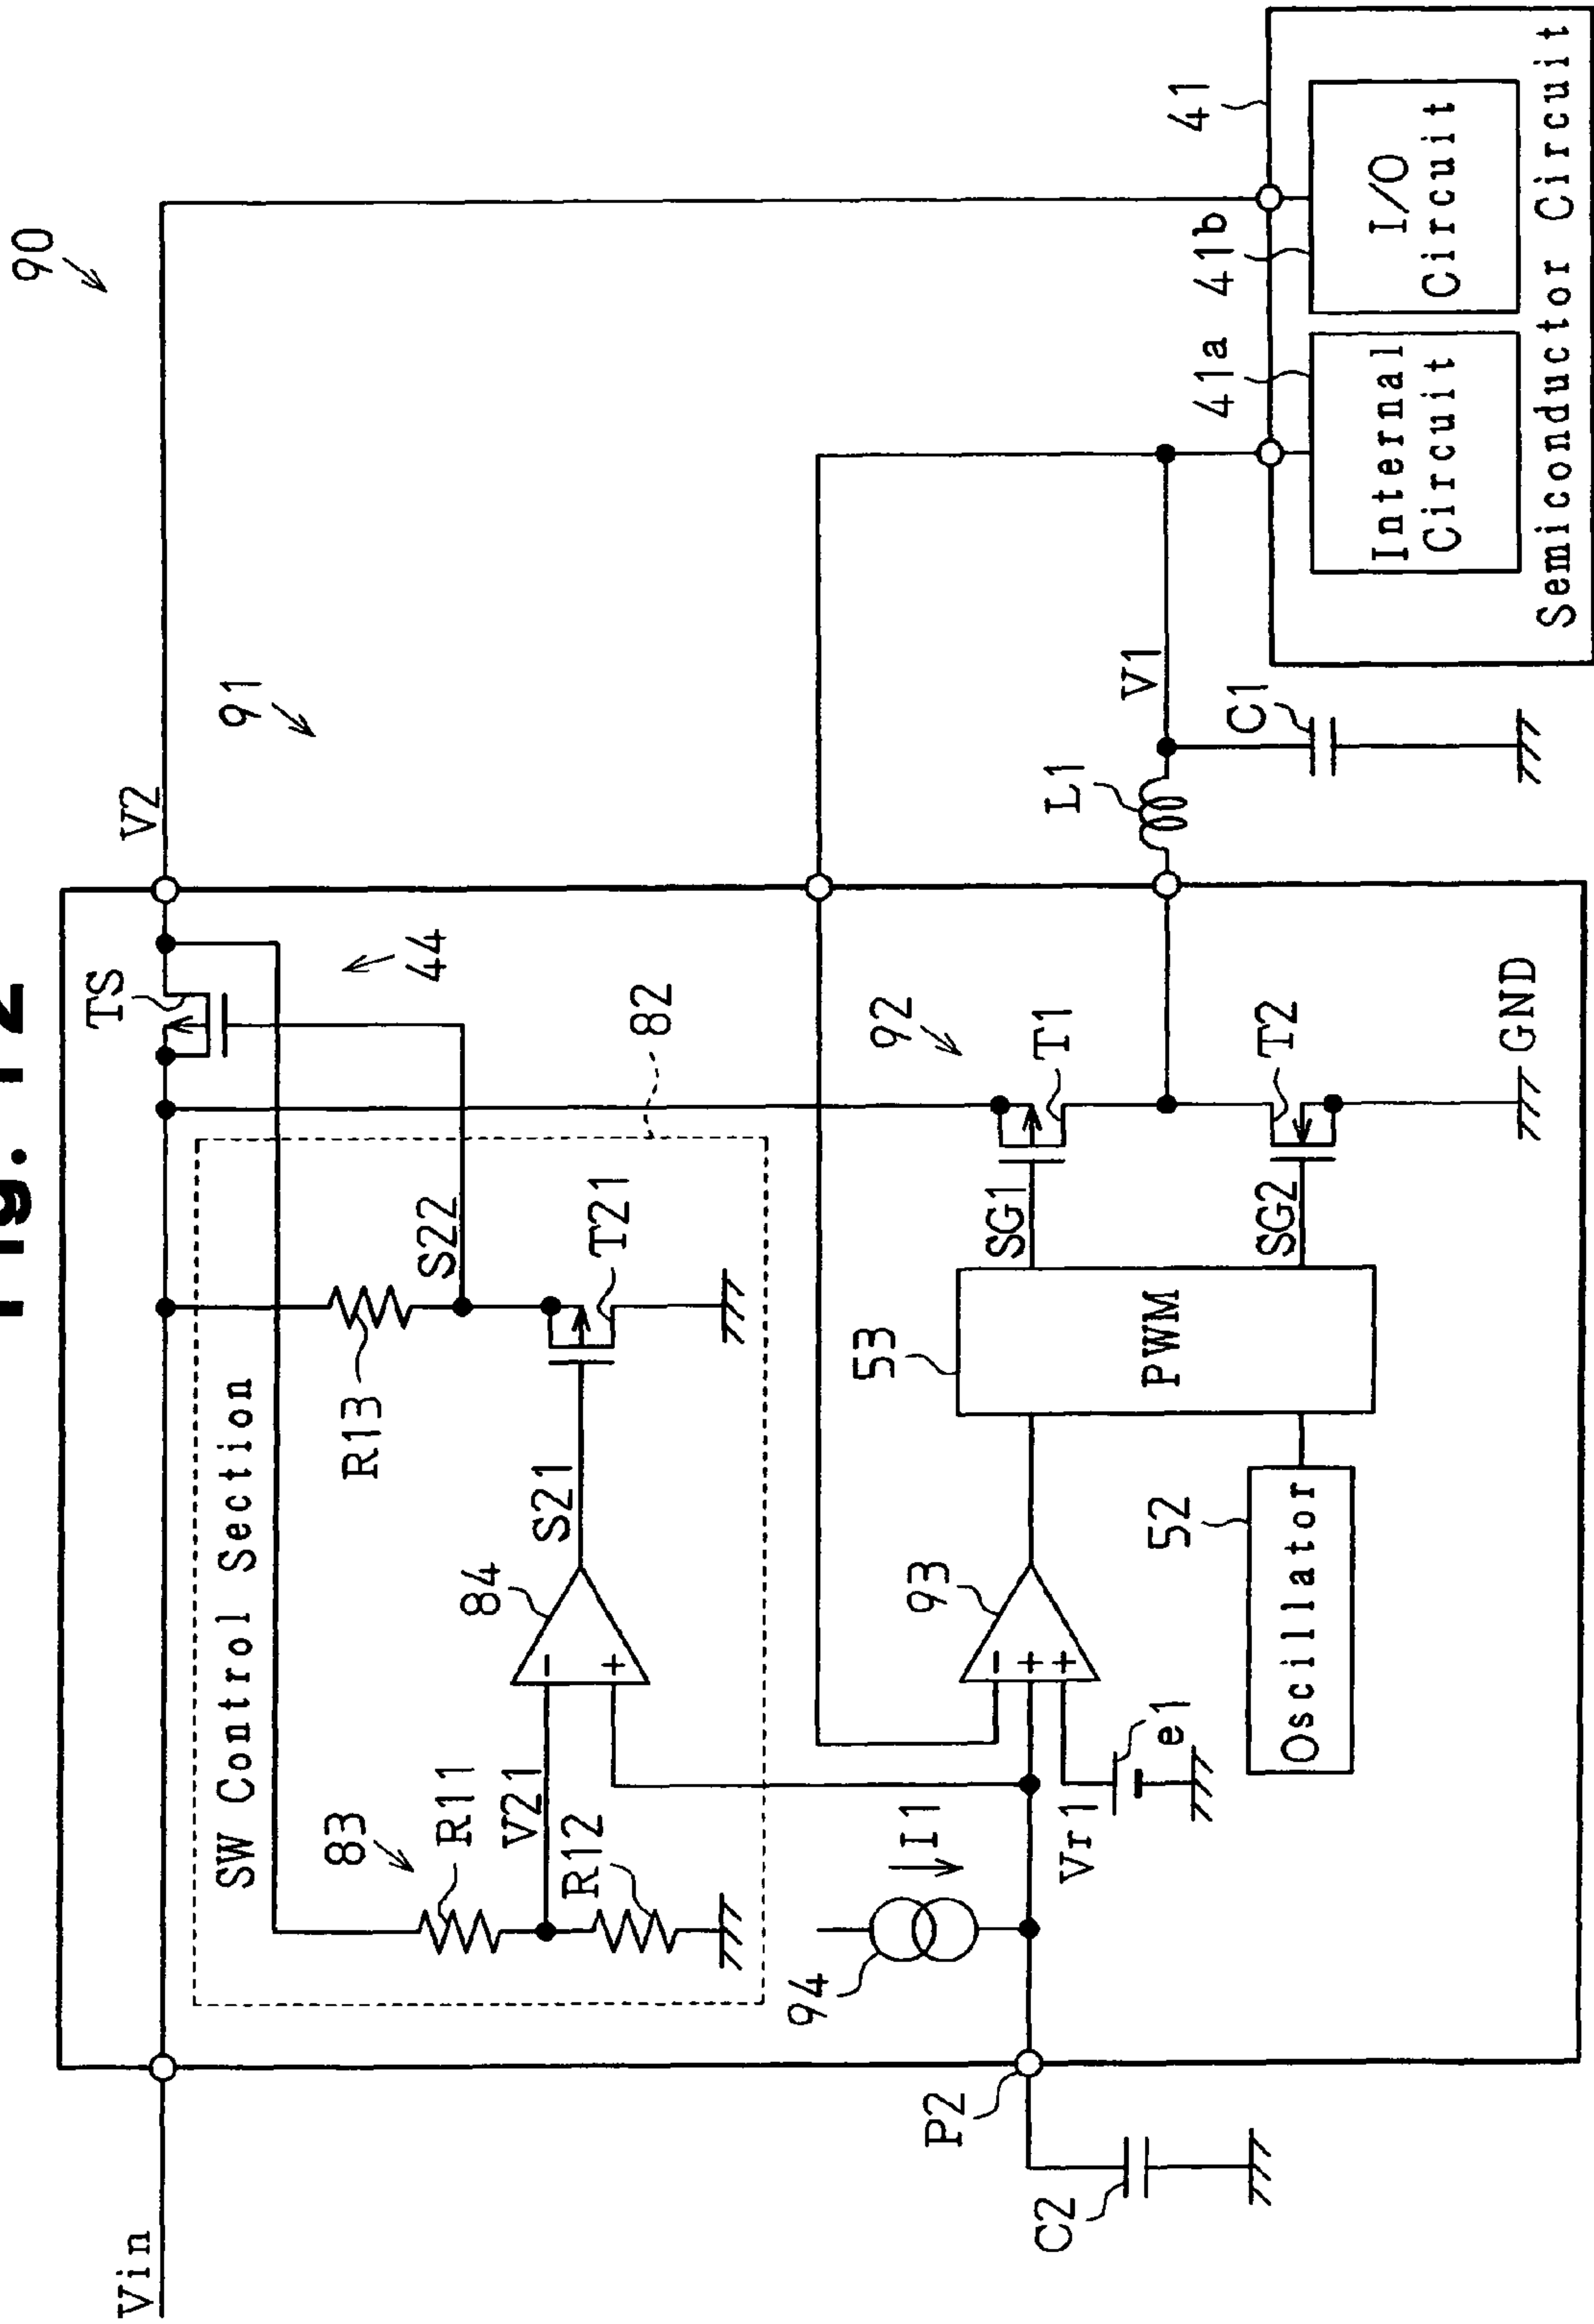 Fig. 12
90
91
Vin
V2
TS
44
SW Control Section
82
83
R11
V21
R12
84
S21
R13
S22
T21
92
94
I1
Vr1
e1
93
53
PWM
52
Oscillator
SG1
T1
SG2
T2
GND
P2
C2
L1
V1
C1
41
41a
41b
Internal
Circuit
I/O
Circuit
Semiconductor Circuit